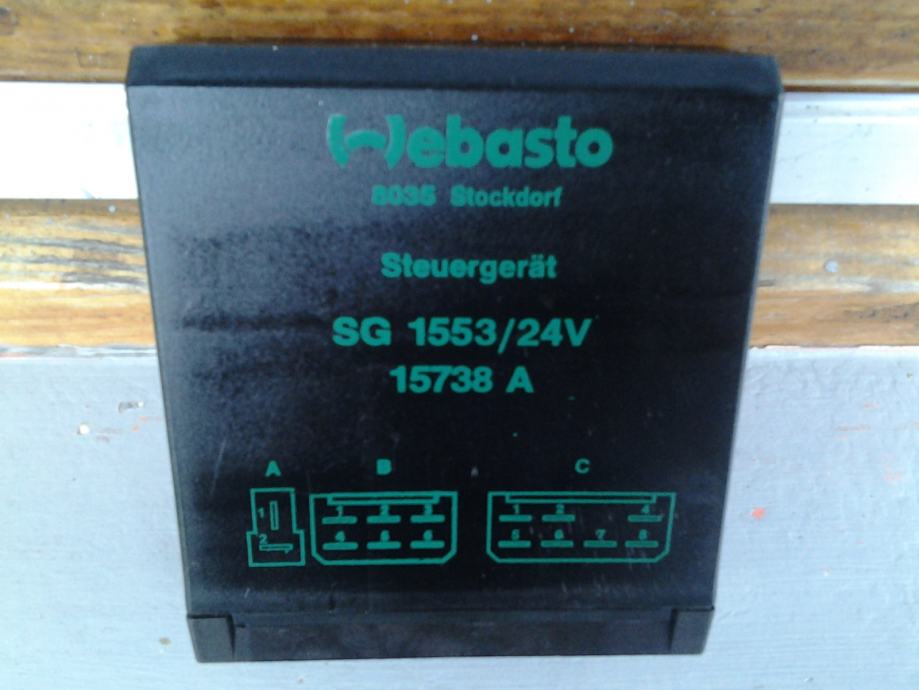 Webasto
8035 Stockdorf
Steuergerät
SG 1553/24V
15738 A
A B C
1 1 2 3 1 2 4
2 4 5 6 5 6 7 8